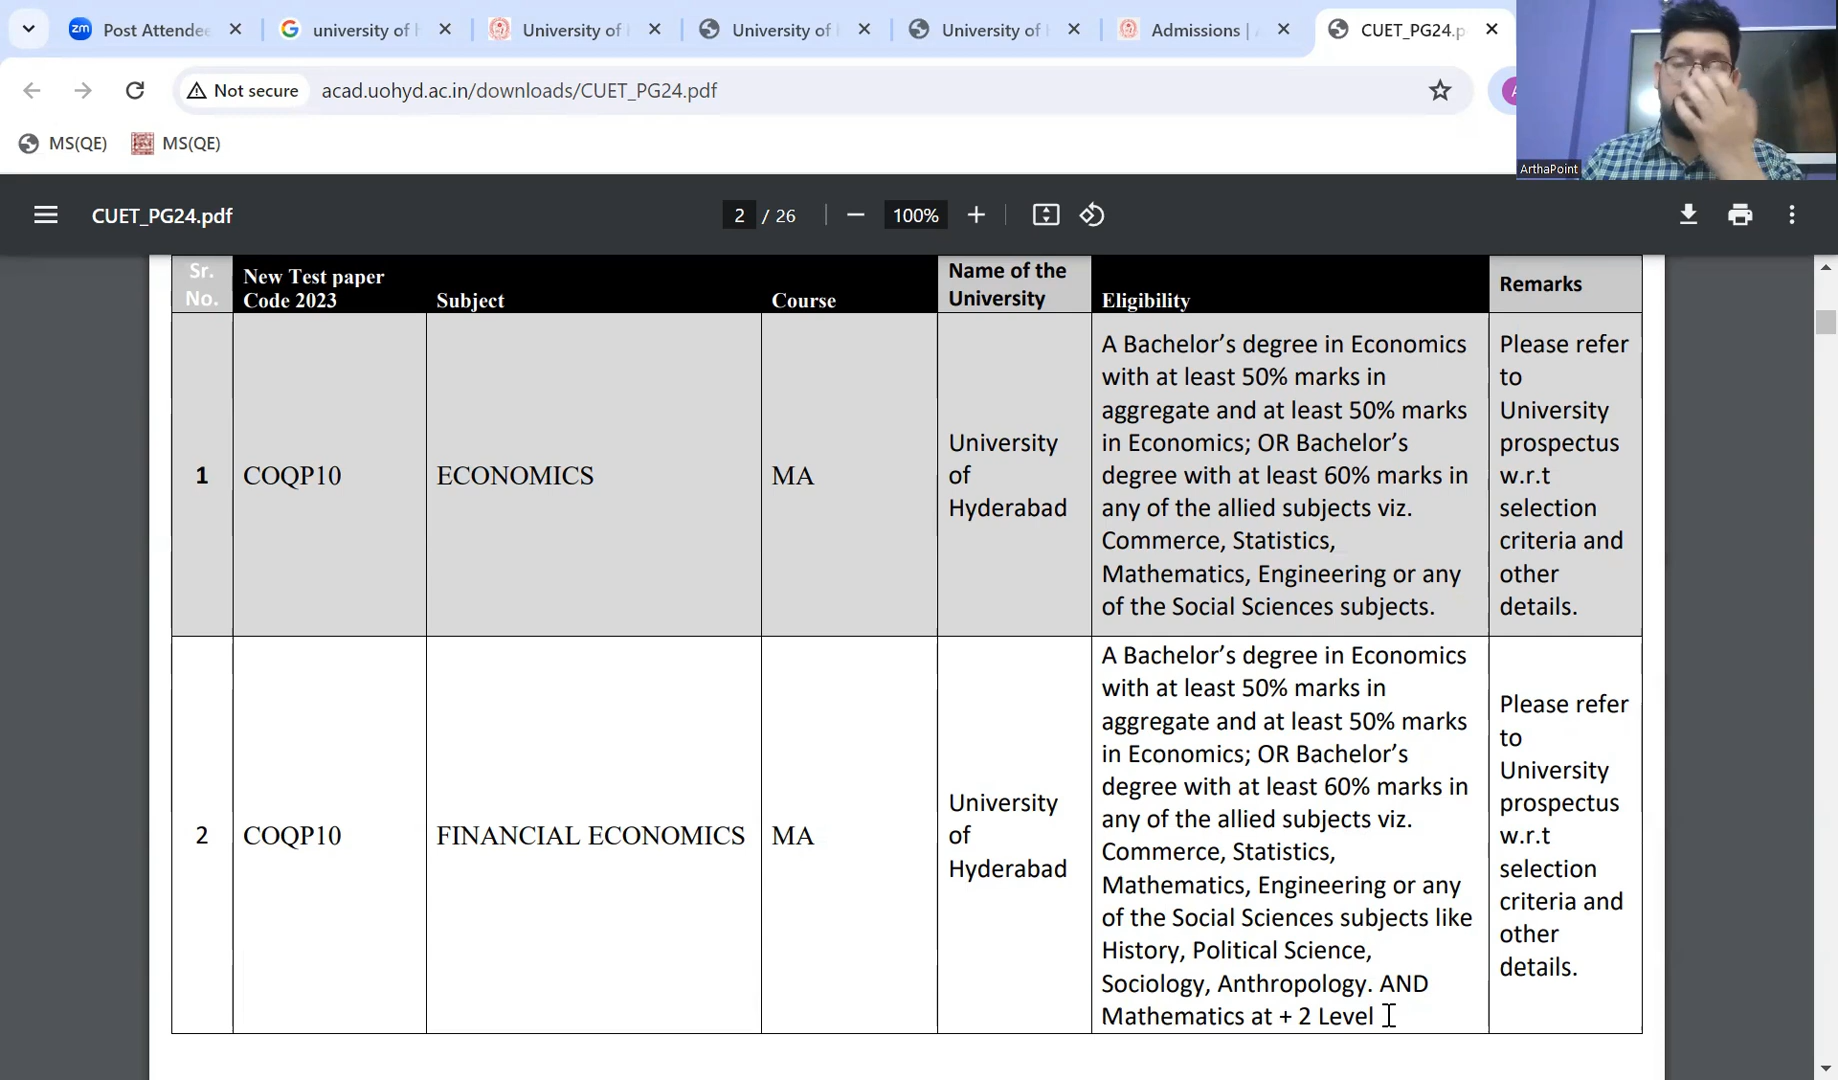 Post Attende
university of
University of
University of
University of
Admissions |
CUET_PG24.p
Not secure
acad.uohyd.ac.in/downloads/CUET_PG24.pdf
MS(QE)
MS(QE)
ArthaPoint
CUET_PG24.pdf
2 / 26
100%
Sr.
No.
New Test paper
Code 2023
Subject
Course
Name of the
University
Eligibility
Remarks
1
COQP10
ECONOMICS
MA
University
of
Hyderabad
A Bachelor’s degree in Economics
with at least 50% marks in
aggregate and at least 50% marks
in Economics; OR Bachelor’s
degree with at least 60% marks in
any of the allied subjects viz.
Commerce, Statistics,
Mathematics, Engineering or any
of the Social Sciences subjects.
Please refer
to
University
prospectus
w.r.t
selection
criteria and
other
details.
2
COQP10
FINANCIAL ECONOMICS
MA
University
of
Hyderabad
A Bachelor’s degree in Economics
with at least 50% marks in
aggregate and at least 50% marks
in Economics; OR Bachelor’s
degree with at least 60% marks in
any of the allied subjects viz.
Commerce, Statistics,
Mathematics, Engineering or any
of the Social Sciences subjects like
History, Political Science,
Sociology, Anthropology. AND
Mathematics at + 2 Level
Please refer
to
University
prospectus
w.r.t
selection
criteria and
other
details.